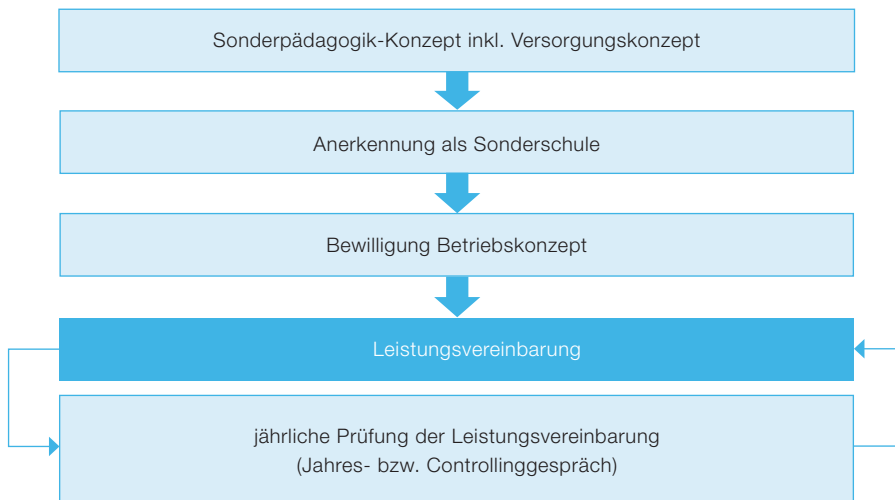 Sonderpädagogik-Konzept inkl. Versorgungskonzept
Anerkennung als Sonderschule
Bewilligung Betriebskonzept
Leistungsvereinbarung
jährliche Prüfung der Leistungsvereinbarung
(Jahres- bzw. Controllinggespräch)